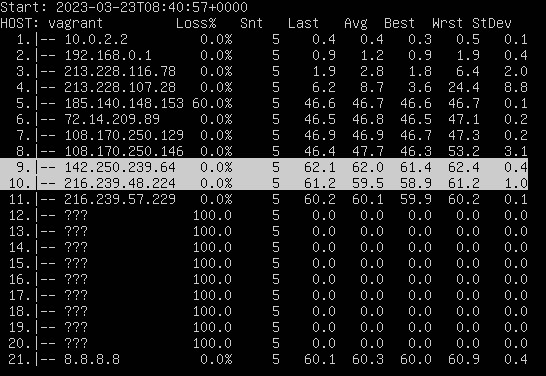 Start: 2023-03-23T08:40:57+0000
HOST: vagrant Loss% Snt Last Avg Best Wrst StDev
1.|-- 10.0.2.2 0.0% 5 0.4 0.4 0.3 0.5 0.1
2.|-- 192.168.0.1 0.0% 5 0.9 1.2 0.9 1.9 0.4
3.|-- 213.228.116.78 0.0% 5 1.9 2.8 1.8 6.4 2.0
4.|-- 213.228.107.28 0.0% 5 6.2 8.7 3.6 24.4 8.8
5.|-- 185.140.148.153 60.0% 5 46.6 46.7 46.6 46.7 0.1
6.|-- 72.14.209.89 0.0% 5 46.5 46.8 46.5 47.1 0.2
7.|-- 108.170.250.129 0.0% 5 46.9 46.9 46.7 47.3 0.2
8.|-- 108.170.250.146 0.0% 5 46.4 47.7 46.3 53.2 3.1
9.|-- 142.250.239.64 0.0% 5 62.1 62.0 61.4 62.4 0.4
10.|-- 216.239.48.224 0.0% 5 61.2 59.5 58.9 61.2 1.0
11.|-- 216.239.57.229 0.0% 5 60.2 60.1 59.9 60.2 0.1
12.|-- ??? 100.0 5 0.0 0.0 0.0 0.0 0.0
13.|-- ??? 100.0 5 0.0 0.0 0.0 0.0 0.0
14.|-- ??? 100.0 5 0.0 0.0 0.0 0.0 0.0
15.|-- ??? 100.0 5 0.0 0.0 0.0 0.0 0.0
16.|-- ??? 100.0 5 0.0 0.0 0.0 0.0 0.0
17.|-- ??? 100.0 5 0.0 0.0 0.0 0.0 0.0
18.|-- ??? 100.0 5 0.0 0.0 0.0 0.0 0.0
19.|-- ??? 100.0 5 0.0 0.0 0.0 0.0 0.0
20.|-- ??? 100.0 5 0.0 0.0 0.0 0.0 0.0
21.|-- 8.8.8.8 0.0% 5 60.1 60.3 60.0 60.9 0.4